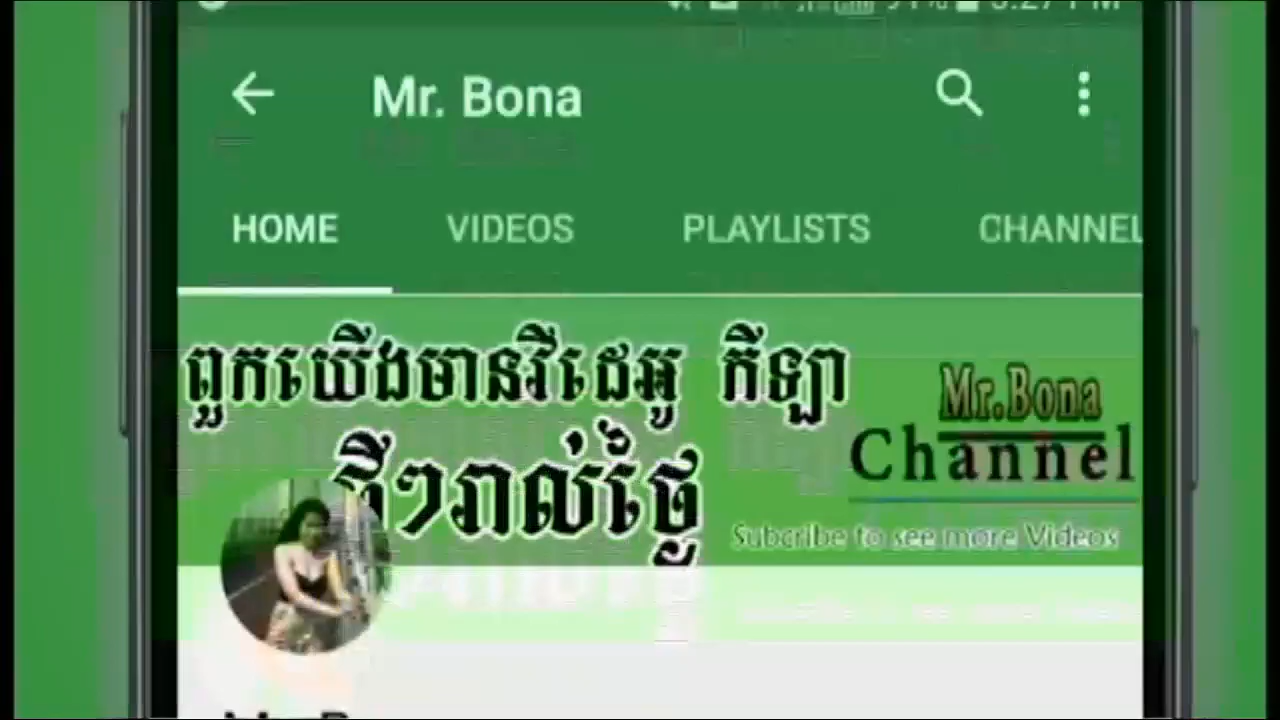 Mr. Bona
HOME VIDEOS PLAYLISTS CHANNEL
ពួកយើងមានវីដេអូ កីឡា
ថ្មីៗរាល់ថ្ងៃ
Mr.Bona
Channel
Subcribe to see more Videos